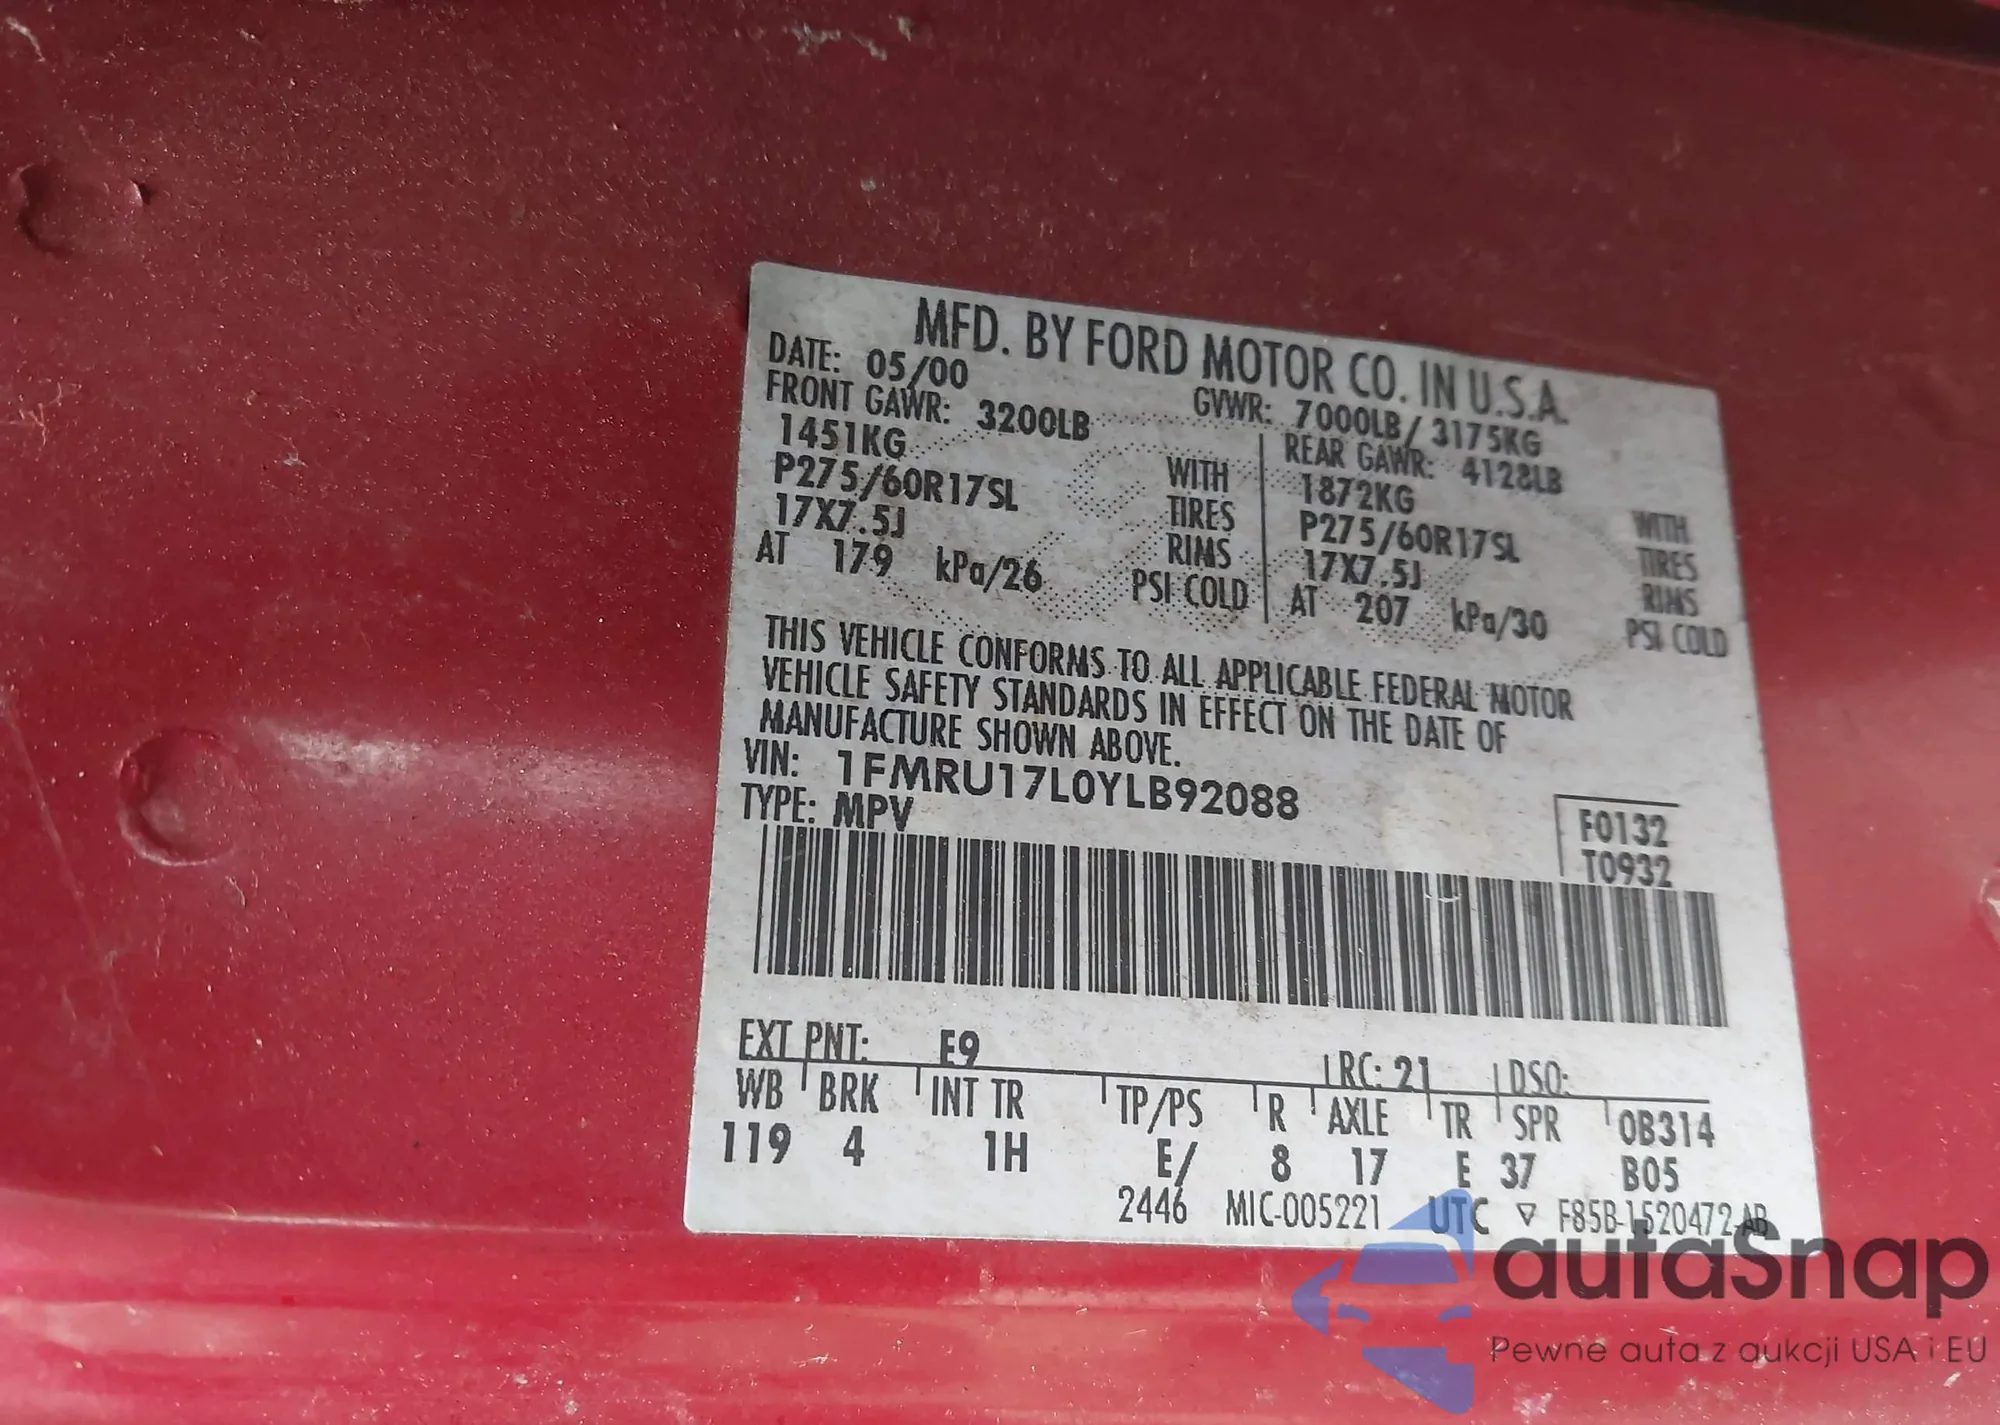 MFD. BY FORD MOTOR CO. IN U.S.A.
DATE: 05/00 GVWR: 7000LB/ 3175KG
FRONT GAWR: 3200LB REAR GAWR: 4128LB
1451KG WITH 1872KG WITH
P275/60R17SL TIRES P275/60R17SL TIRES
17X7.5J RIMS 17X7.5J RIMS
AT 179 kPa/26 PSI COLD AT 207 kPa/30 PSI COLD
THIS VEHICLE CONFORMS TO ALL APPLICABLE FEDERAL MOTOR
VEHICLE SAFETY STANDARDS IN EFFECT ON THE DATE OF
MANUFACTURE SHOWN ABOVE.
VIN: 1FMRU17L0YLB92088
TYPE: MPV
F0132
T0932
EXT PNT: E9 RC: 21 DSO:
WB BRK INT TR TP/PS R AXLE TR SPR 0B314
119 4 1H E/ 8 17 E 37 B05
2446 MIC-005221 UTC ▽ F85B-1520472-AB
autaSnap
Pewne auta z aukcji USA i EU